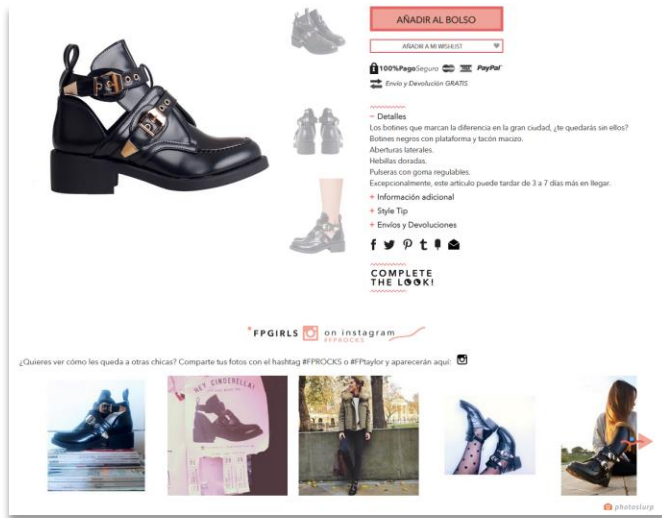 AÑADIR AL BOLSO
AÑADIR A MI WISHLIST
100%PagoSeguro PayPal
Envío y Devolución GRATIS
− Detalles
Los botines que marcan la diferencia en la gran ciudad, ¿te quedarás sin ellos?
Botines negros con plataforma y tacón macizo.
Aberturas laterales.
Hebillas doradas.
Pulseras con goma regulables.
Excepcionalmente, este artículo puede tardar de 3 a 7 días más en llegar.
+ Información adicional
+ Style Tip
+ Envíos y Devoluciones
COMPLETE
THE LOOK!
*FPGIRLS on instagram
#FPROCKS
¿Quieres ver cómo les queda a otras chicas? Comparte tus fotos con el hashtag #FPROCKS o #FPtaylor y aparecerán aquí:
HEY CINDERELLA!
photoslurp